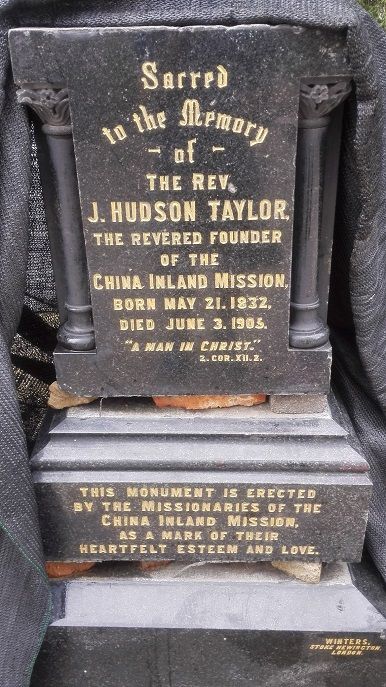 Sacred
to the Memory
- of -
THE REV.
J. HUDSON TAYLOR,
THE REVERED FOUNDER
OF THE
CHINA INLAND MISSION,
BORN MAY 21. 1832,
DIED JUNE 3. 1905.
"A MAN IN CHRIST."
2. COR. XII. 2.
THIS MONUMENT IS ERECTED
BY THE MISSIONARIES OF THE
CHINA INLAND MISSION,
AS A MARK OF THEIR
HEARTFELT ESTEEM AND LOVE.
WINTERS.
STOKE NEWINGTON.
LONDON.